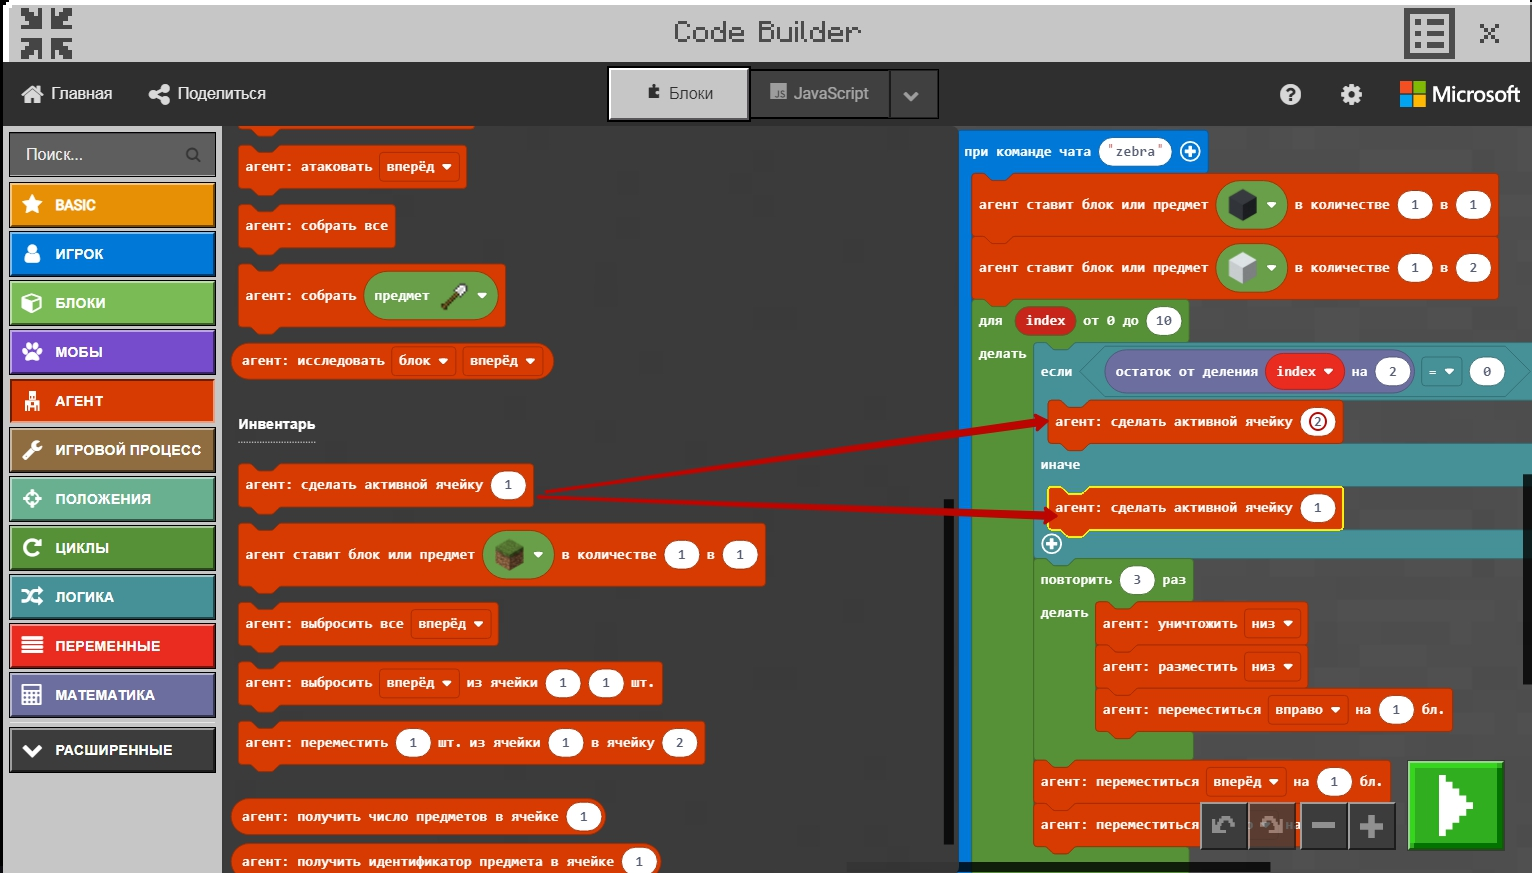 Code Builder
Главная
Поделиться
Блоки
JS JavaScript
Microsoft
Поиск...
BASIC
ИГРОК
БЛОКИ
МОБЫ
АГЕНТ
ИГРОВОЙ ПРОЦЕСС
ПОЛОЖЕНИЯ
ЦИКЛЫ
ЛОГИКА
ПЕРЕМЕННЫЕ
МАТЕМАТИКА
РАСШИРЕННЫЕ
агент: атаковать вперёд
агент: собрать все
агент: собрать предмет
агент: исследовать блок вперёд
Инвентарь
агент: сделать активной ячейку 1
агент ставит блок или предмет в количестве 1 в 1
агент: выбросить все вперёд
агент: выбросить вперёд из ячейки 1 1 шт.
агент: переместить 1 шт. из ячейки 1 в ячейку 2
агент: получить число предметов в ячейке 1
агент: получить идентификатор предмета в ячейке 1
при команде чата "zebra"
агент ставит блок или предмет в количестве 1 в 1
агент ставит блок или предмет в количестве 1 в 2
для index от 0 до 10
делать
если остаток от деления index на 2 = 0
агент: сделать активной ячейку 2
иначе
агент: сделать активной ячейку 1
повторить 3 раз
делать
агент: уничтожить низ
агент: разместить низ
агент: переместиться вправо на 1 бл.
агент: переместиться вперёд на 1 бл.
агент: переместиться